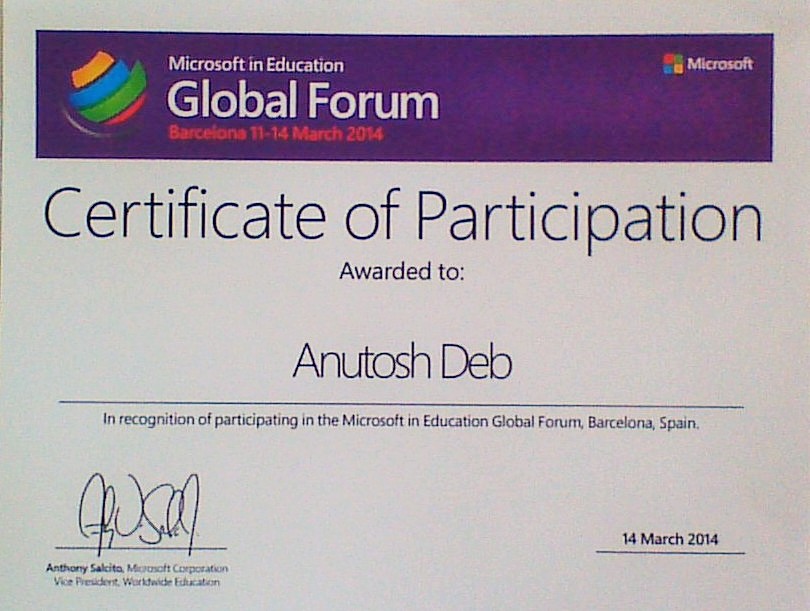 Microsoft in Education
Microsoft
Global Forum
Barcelona 11-14 March 2014
Certificate of Participation
Awarded to:
Anutosh Deb
In recognition of participating in the Microsoft in Education Global Forum, Barcelona, Spain.
14 March 2014
Anthony Salcito, Microsoft Corporation
Vice President, Worldwide Education